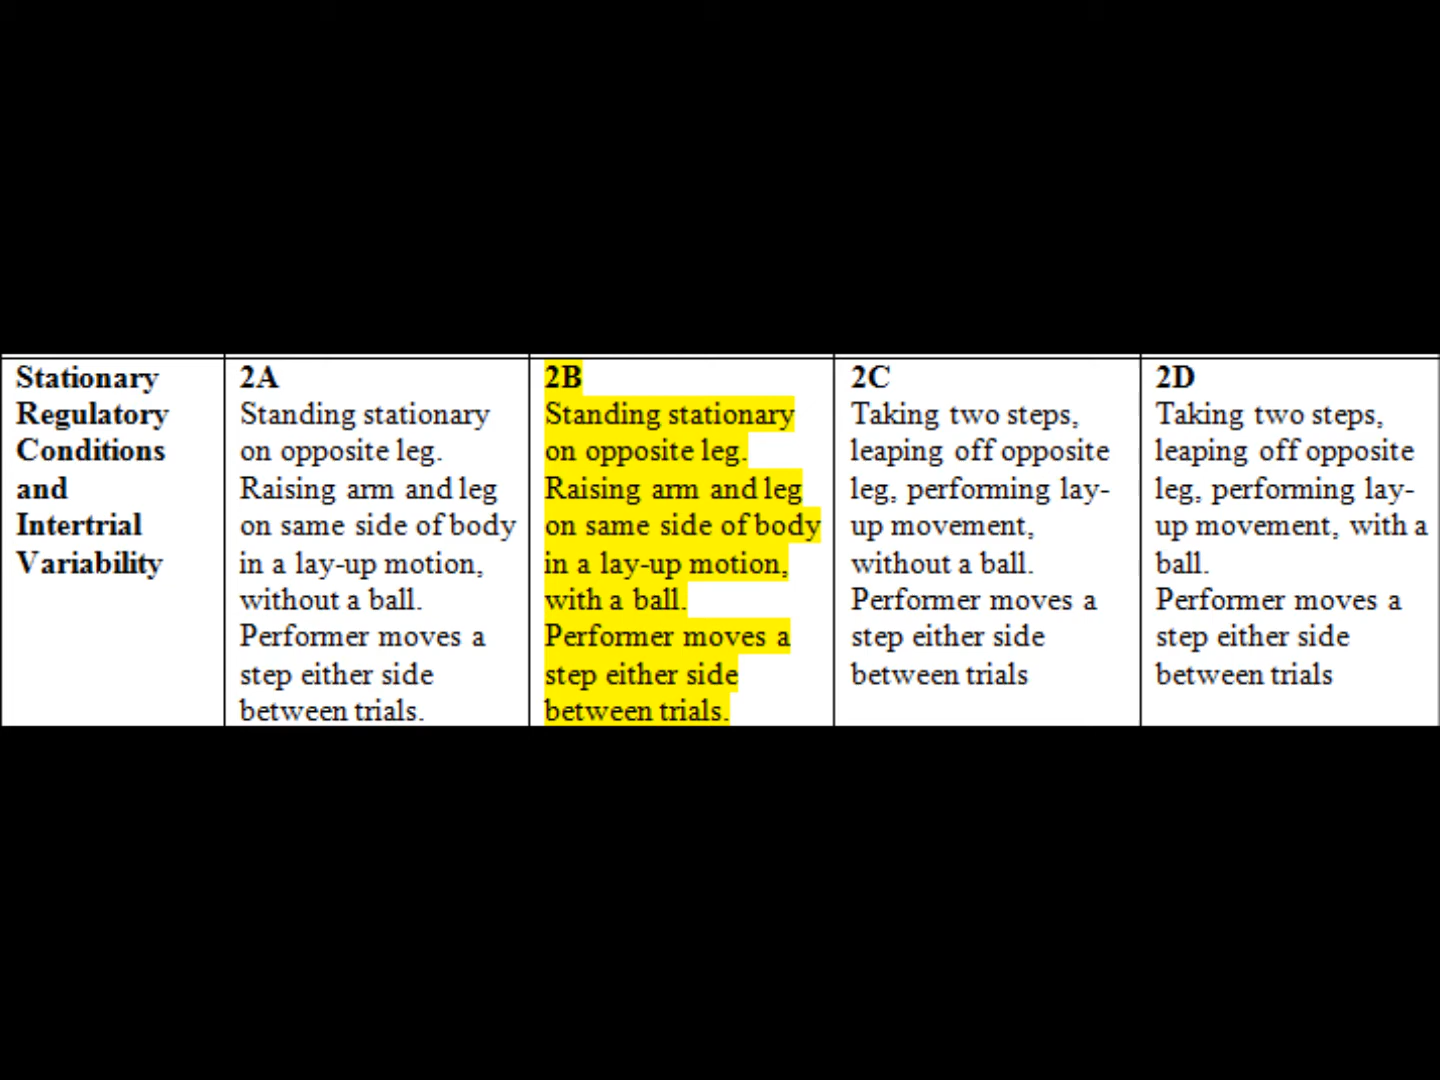 Stationary
Regulatory
Conditions
and
Intertrial
Variability
2A
Standing stationary
on opposite leg.
Raising arm and leg
on same side of body
in a lay-up motion,
without a ball.
Performer moves a
step either side
between trials.
2B
Standing stationary
on opposite leg.
Raising arm and leg
on same side of body
in a lay-up motion,
with a ball.
Performer moves a
step either side
between trials.
2C
Taking two steps,
leaping off opposite
leg, performing lay-
up movement,
without a ball.
Performer moves a
step either side
between trials
2D
Taking two steps,
leaping off opposite
leg, performing lay-
up movement, with a
ball.
Performer moves a
step either side
between trials